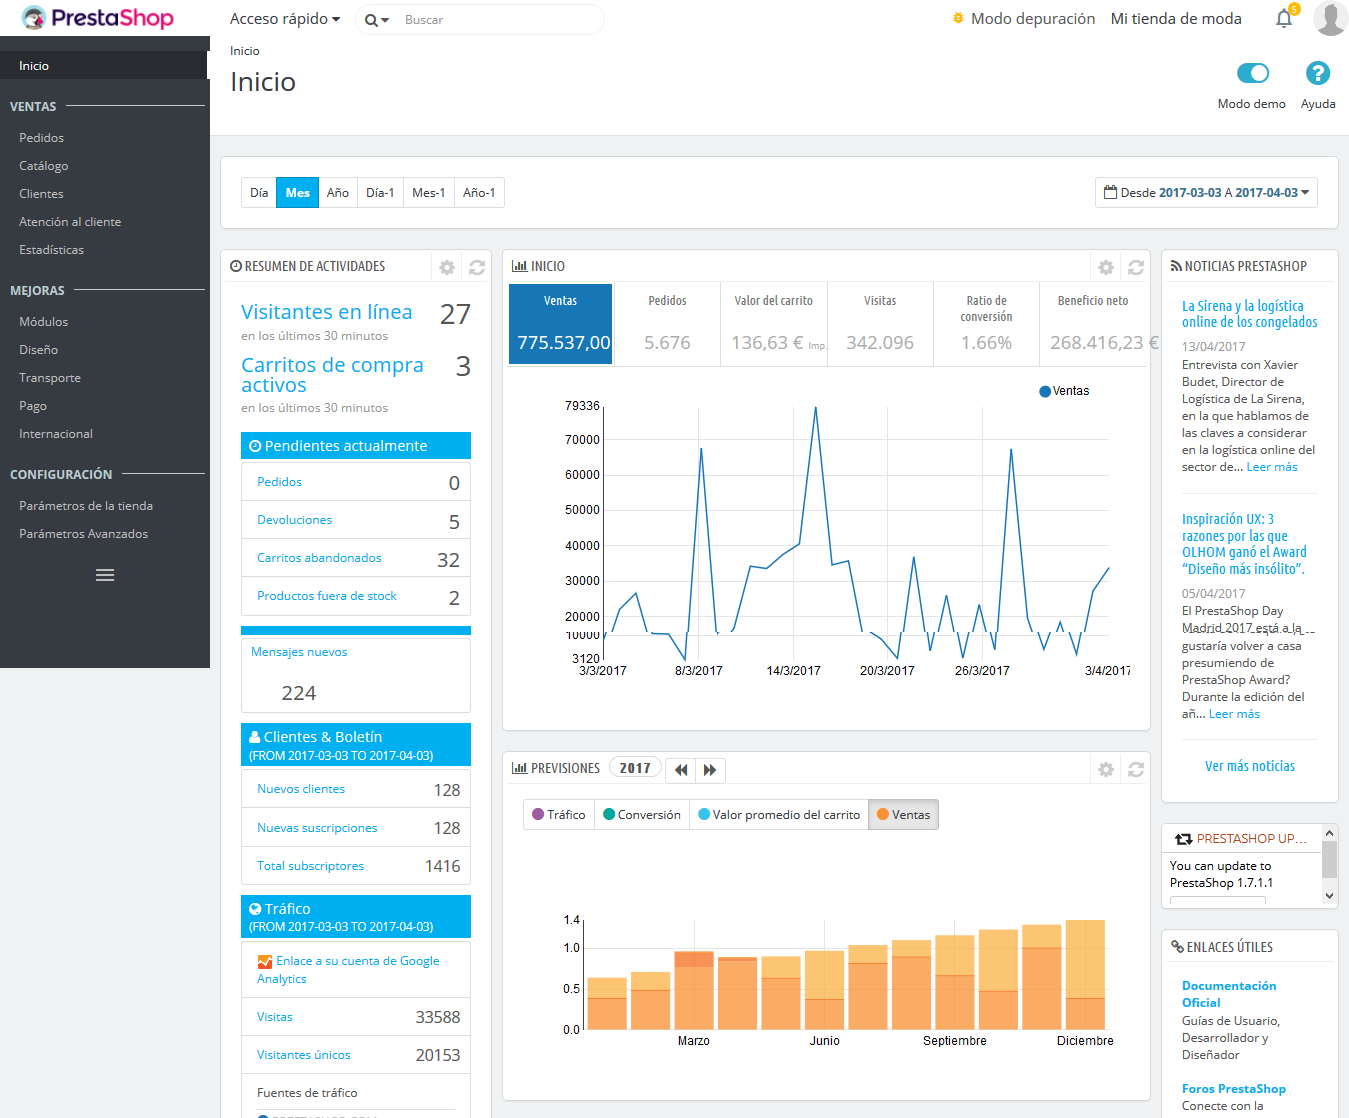 PrestaShop
Acceso rápido
Buscar
Modo depuración
Mi tienda de moda
5
Inicio
Inicio
Modo demo
Ayuda
Inicio
VENTAS
Pedidos
Catálogo
Clientes
Atención al cliente
Estadísticas
MEJORAS
Módulos
Diseño
Transporte
Pago
Internacional
CONFIGURACIÓN
Parámetros de la tienda
Parámetros Avanzados
Día
Mes
Año
Día-1
Mes-1
Año-1
Desde 2017-03-03 A 2017-04-03
RESUMEN DE ACTIVIDADES
Visitantes en línea
27
en los últimos 30 minutos
Carritos de compra
activos
3
en los últimos 30 minutos
Pendientes actualmente
Pedidos 0
Devoluciones 5
Carritos abandonados 32
Productos fuera de stock 2
Mensajes nuevos
224
Clientes & Boletín
(FROM 2017-03-03 TO 2017-04-03)
Nuevos clientes 128
Nuevas suscripciones 128
Total subscriptores 1416
Tráfico
(FROM 2017-03-03 TO 2017-04-03)
Enlace a su cuenta de Google
Analytics
Visitas 33588
Visitantes únicos 20153
Fuentes de tráfico
INICIO
Ventas
775.537,00
Pedidos
5.676
Valor del carrito
136,63 € Imp.
Visitas
342.096
Ratio de
conversión
1.66%
Beneficio neto
268.416,23 €
Ventas
79336
70000
60000
50000
40000
30000
20000
10000
3120
3/3/2017
8/3/2017
14/3/2017
20/3/2017
26/3/2017
3/4/2017
PREVISIONES
2017
Tráfico
Conversión
Valor promedio del carrito
Ventas
1.4
1.0
0.5
0.0
Marzo
Junio
Septiembre
Diciembre
NOTICIAS PRESTASHOP
La Sirena y la logística
online de los congelados
13/04/2017
Entrevista con Xavier
Budet, Director de
Logística de La Sirena,
en la que hablamos de
las claves a considerar
en la logística online del
sector de... Leer más
Inspiración UX: 3
razones por las que
OLHOM ganó el Award
“Diseño más insólito”.
05/04/2017
El PrestaShop Day
Madrid 2017 está a la
gustaría volver a casa
presumiendo de
PrestaShop Award?
Durante la edición del
añ... Leer más
Ver más noticias
PRESTASHOP UP...
You can update to
PrestaShop 1.7.1.1
ENLACES ÚTILES
Documentación
Oficial
Guías de Usuario,
Desarrollador y
Diseñador
Foros PrestaShop
Conecte con la